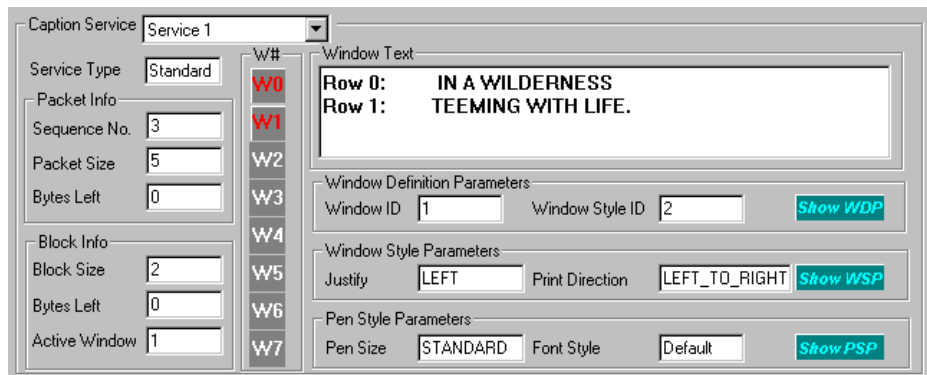 Caption Service Service 1
Service Type Standard
Packet Info
Sequence No. 3
Packet Size 5
Bytes Left 0
Block Info
Block Size 2
Bytes Left 0
Active Window 1
W#
W0
W1
W2
W3
W4
W5
W6
W7
Window Text
Row 0: IN A WILDERNESS
Row 1: TEEMING WITH LIFE.
Window Definition Parameters
Window ID 1 Window Style ID 2 Show WDP
Window Style Parameters
Justify LEFT Print Direction LEFT_TO_RIGHT Show WSP
Pen Style Parameters
Pen Size STANDARD Font Style Default Show PSP